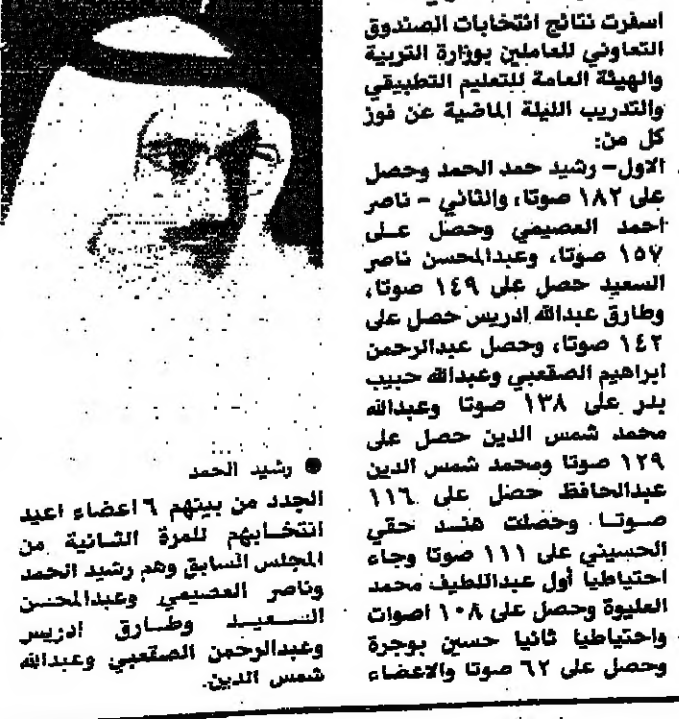 اسفرت نتائج انتخابات الصندوق
التعاوني للعاملين بوزارة التربية
والهيئة العامة للتعليم التطبيقي
والتدريب الليلة الماضية عن فوز
كل من:
الاول- رشيد حمد الحمد وحصل
على ١٨٢ صوتا، والثاني - ناصر
احمد العصيمي وحصل على
١٥٧ صوتا، وعبدالمحسن ناصر
السعيد حصل على ١٤٩ صوتا،
وطارق عبدالله ادريس حصل على
١٤٢ صوتا، وحصل عبدالرحمن
ابراهيم الصقعبي وعبدالله حبيب
بدر على ١٣٨ صوتا وعبدالله
محمد شمس الدين حصل على
١٢٩ صوتا ومحمد شمس الدين
عبدالحافظ حصل على ١١٦
صوتا وحصلت هند حقي
الحسيني على ١١١ صوتا وجاء
احتياطيا أول عبداللطيف محمد
العليوة وحصل على ١٠٨ اصوات
واحتياطيا ثانيا حسين بوجرة
وحصل على ٦٢ صوتا والاعضاء
● رشيد الحمد
الجدد من بينهم ٦ اعضاء اعيد
انتخابهم للمرة الثانية من
المجلس السابق وهم رشيد الحمد
وناصر العصيمي وعبدالمحسن
السعيد وطارق ادريس
وعبدالرحمن الصقعبي وعبدالله
شمس الدين.